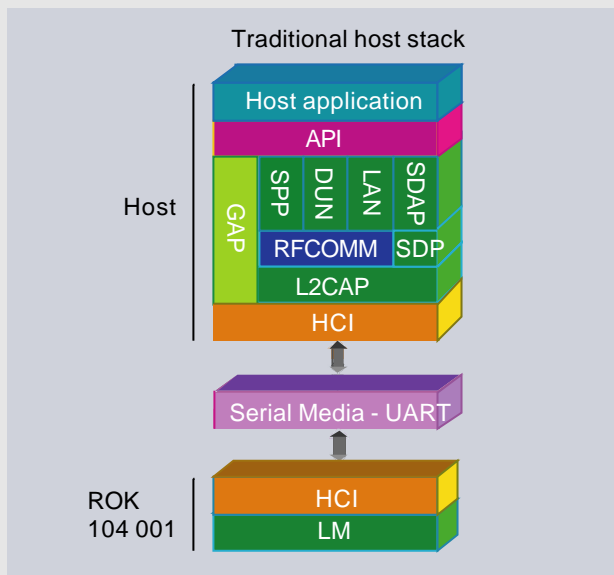 Traditional host stack
Host application
API
Host
GAP
SPP
DUN
LAN
SDAP
RFCOMM
SDP
L2CAP
HCI
Serial Media - UART
ROK
104 001
HCI
LM